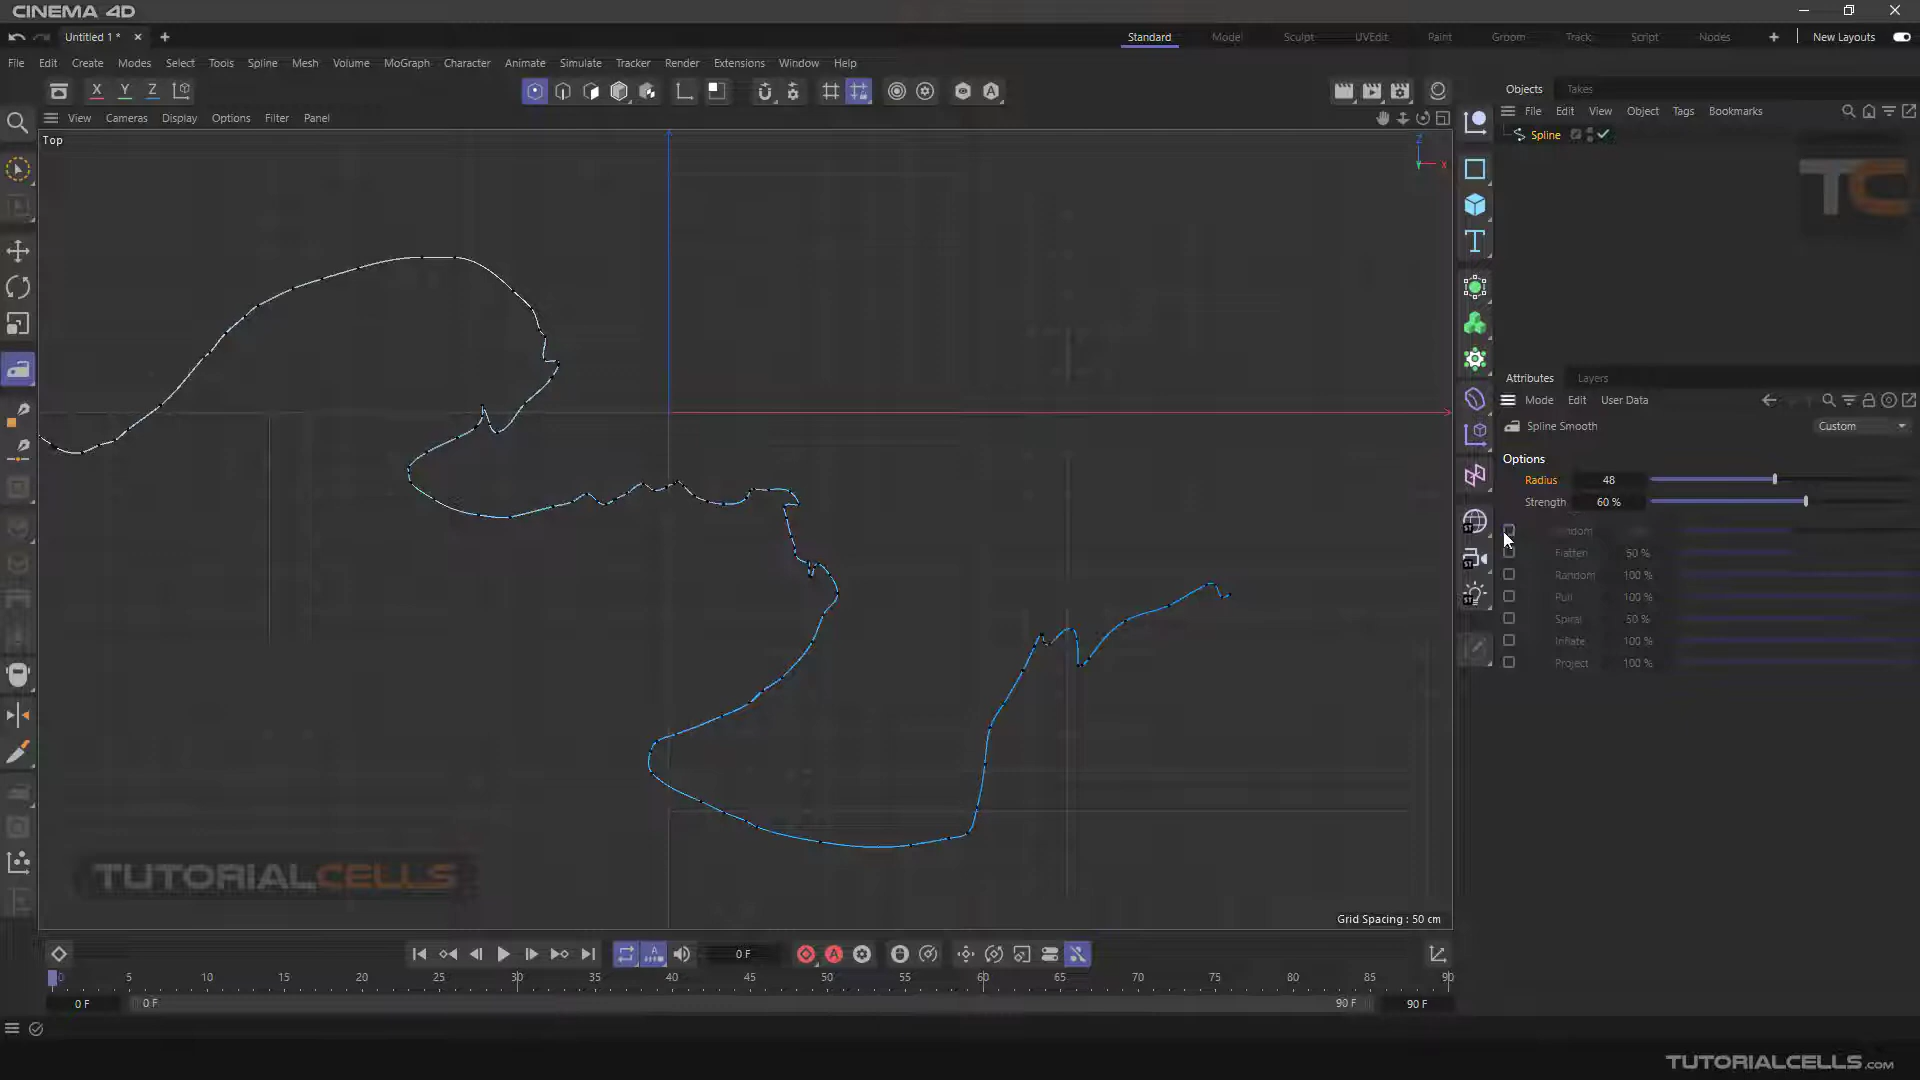 CINEMA 4D
Untitled 1 *
Standard Model Sculpt UVEdit Paint Groom Track Script Nodes New Layouts
File Edit Create Modes Select Tools Spline Mesh Volume MoGraph Character Animate Simulate Tracker Render Extensions Window Help
X Y Z
Objects Takes
View Cameras Display Options Filter Panel
File Edit View Object Tags Bookmarks
Top
Spline
Z
X
TC
Attributes Layers
Mode Edit User Data
Spline Smooth Custom
Options
Radius 48
Strength 60 %
Flatten 50 %
Random 100 %
Pull 100 %
Spiral 50 %
Inflate 100 %
Project 100 %
TUTORIALCELLS
Grid Spacing : 50 cm
0 F
0 5 10 15 20 25 30 35 40 45 50 55 60 65 70 75 80 85 90
0 F 0 F 90 F 90 F
TUTORIALCELLS.COM